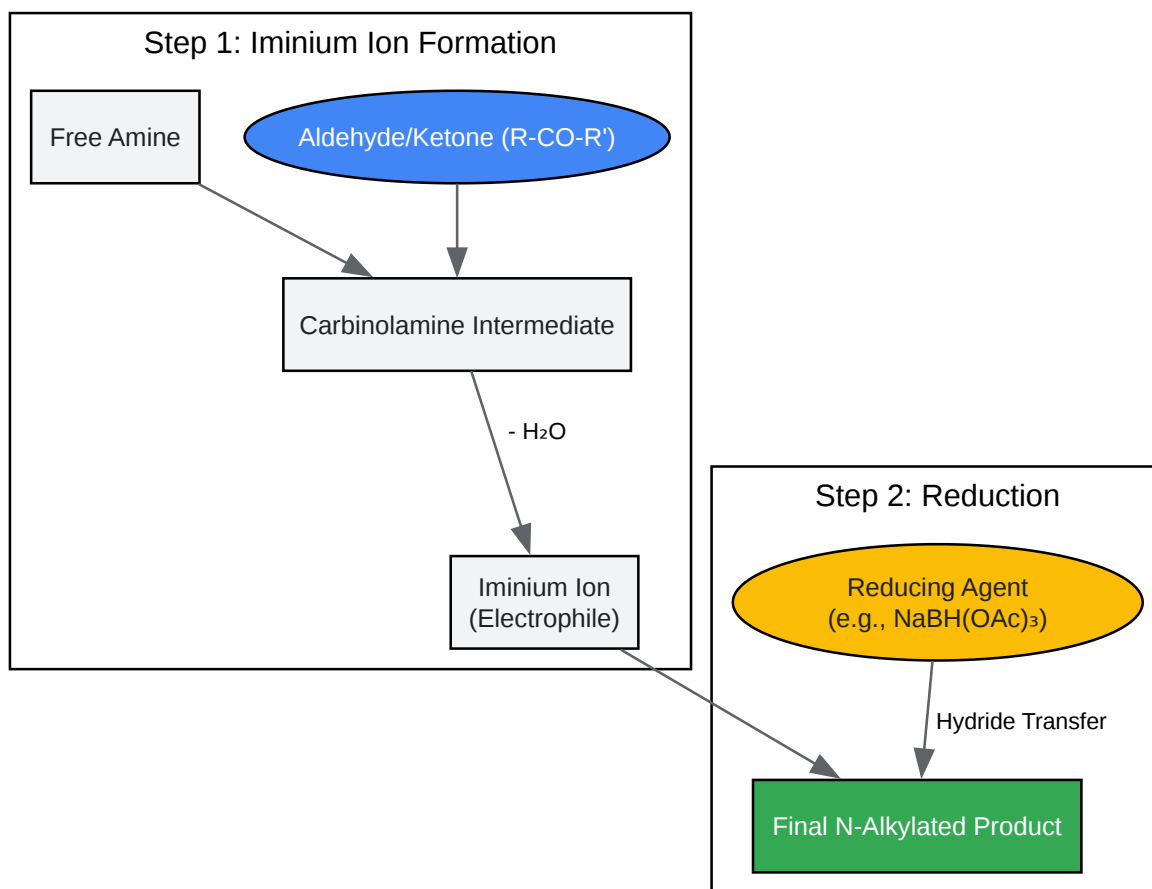 Step 1: Iminium Ion Formation
Free Amine
Aldehyde/Ketone (R-CO-R')
Carbinolamine Intermediate
- H₂O
Iminium Ion
(Electrophile)
Step 2: Reduction
Reducing Agent
(e.g., NaBH(OAc)₃)
Hydride Transfer
Final N-Alkylated Product